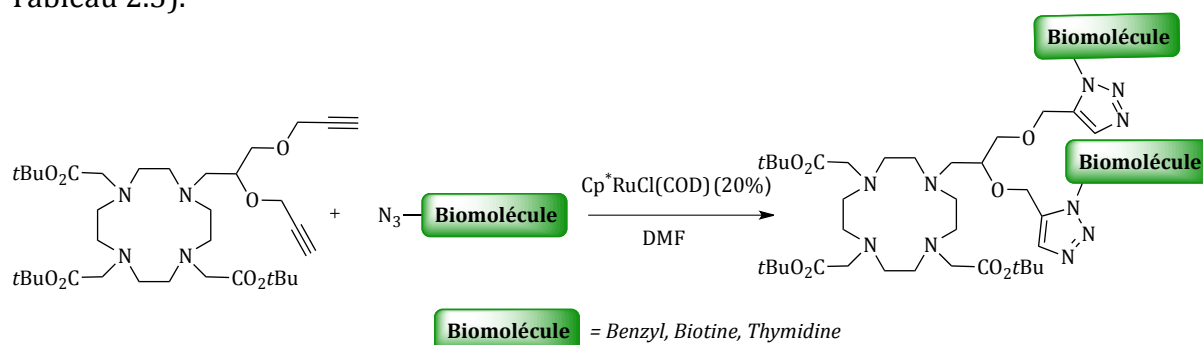 Tableau 2.3).
Biomolécule
N
N
N
O
Biomolécule
O
N
N
N
tBuO₂C
N
N
N
N
tBuO₂C
CO₂tBu
O
O
tBuO₂C
N
N
N
N
tBuO₂C
CO₂tBu
+
N₃
Biomolécule
Cp*RuCl(COD) (20%)
DMF
Biomolécule = Benzyl, Biotine, Thymidine